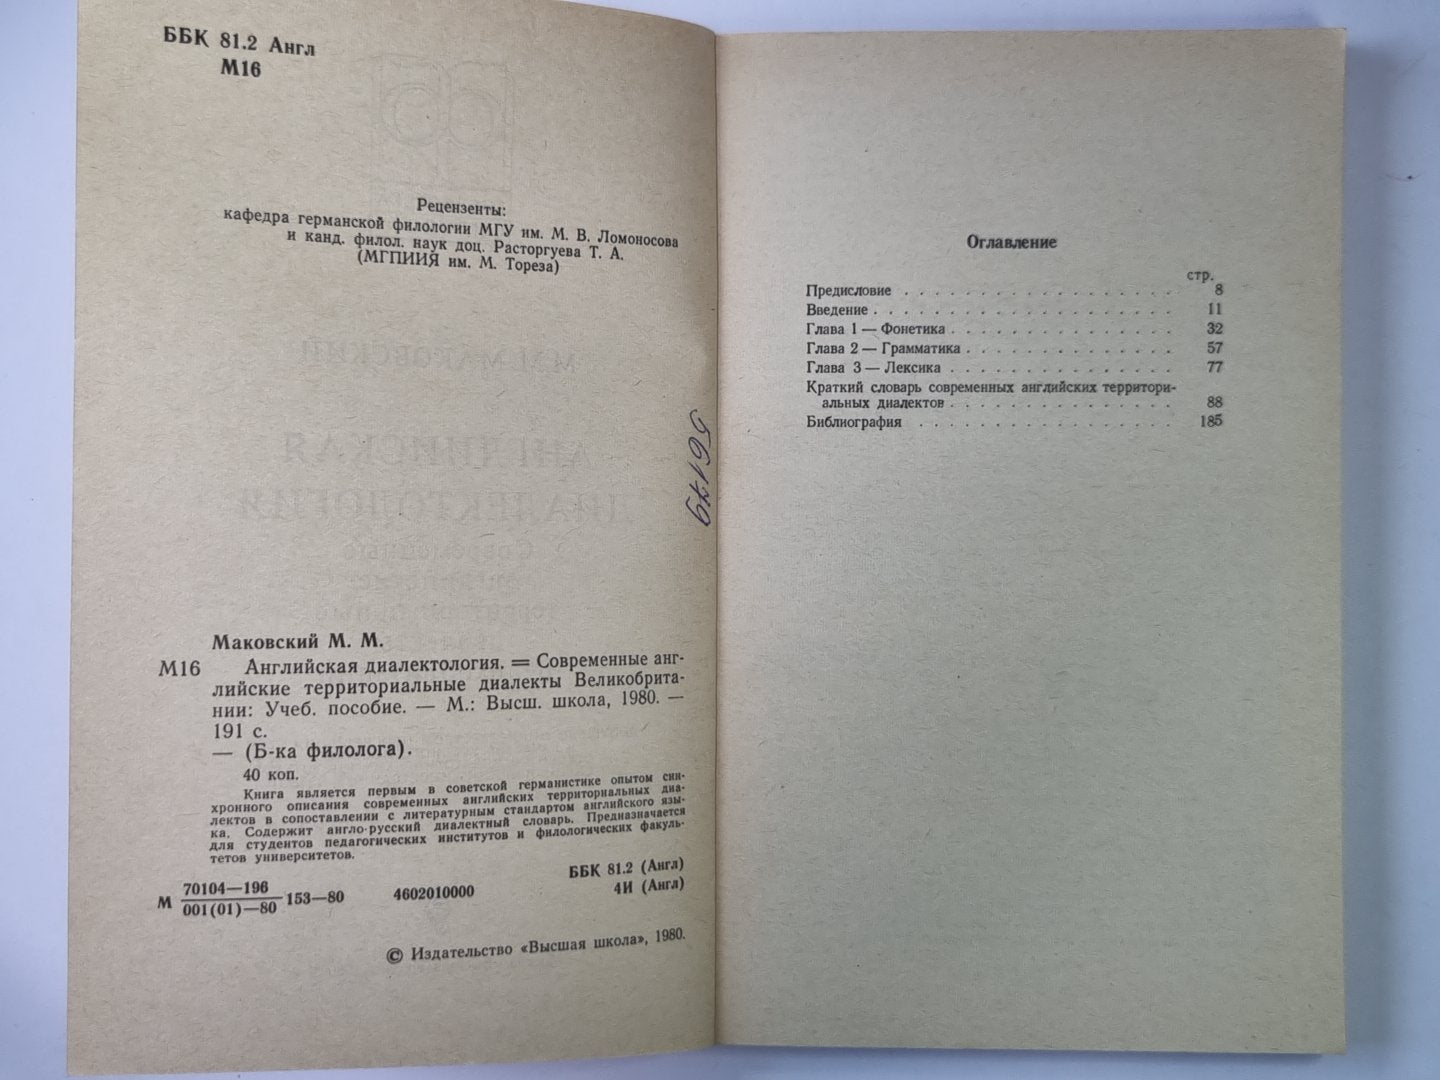 ББК 81.2 Англ
М16
Рецензенты:
кафедра германской филологии МГУ им. М. В. Ломоносова
и канд. филол. наук доц. Расторгуева Т. А.
(МГПИИЯ им. М. Тореза)
56179
Маковский М. М.
М16 Английская диалектология. = Современные анг-
лийские территориальные диалекты Великобрита-
нии: Учеб. пособие. — М.: Высш. школа, 1980. —
191 с.
— (Б-ка филолога).
40 коп.
Книга является первым в советской германистике опытом син-
хронного описания современных английских территориальных диа-
лектов в сопоставлении с литературным стандартом английского язы-
ка. Содержит англо-русский диалектный словарь. Предназначается
для студентов педагогических институтов и филологических факуль-
тетов университетов.
М 70104—196
001(01)—80 153—80 4602010000
ББК 81.2 (Англ)
4И (Англ)
© Издательство «Высшая школа», 1980.
Оглавление
стр.
Предисловие . . . . . . . . . . . . . . . . . 8
Введение . . . . . . . . . . . . . . . . . . . 11
Глава 1 — Фонетика . . . . . . . . . . . . . . 32
Глава 2 — Грамматика . . . . . . . . . . . . . 57
Глава 3 — Лексика . . . . . . . . . . . . . . 77
Краткий словарь современных английских территори-
альных диалектов . . . . . . . . . . . . . . . 88
Библиография . . . . . . . . . . . . . . . . 185